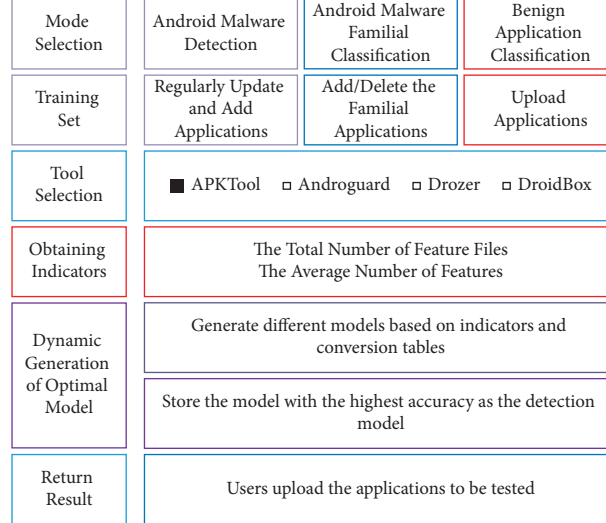 Mode
Selection
Android Malware
Detection
Android Malware
Familial
Classification
Benign
Application
Classification
Training
Set
Regularly Update
and Add
Applications
Add/Delete the
Familial
Applications
Upload
Applications
Tool
Selection
APKTool Androguard Drozer DroidBox
Obtaining
Indicators
The Total Number of Feature Files
The Average Number of Features
Dynamic
Generation
of Optimal
Model
Generate different models based on indicators and
conversion tables
Store the model with the highest accuracy as the detection
model
Return
Result
Users upload the applications to be tested